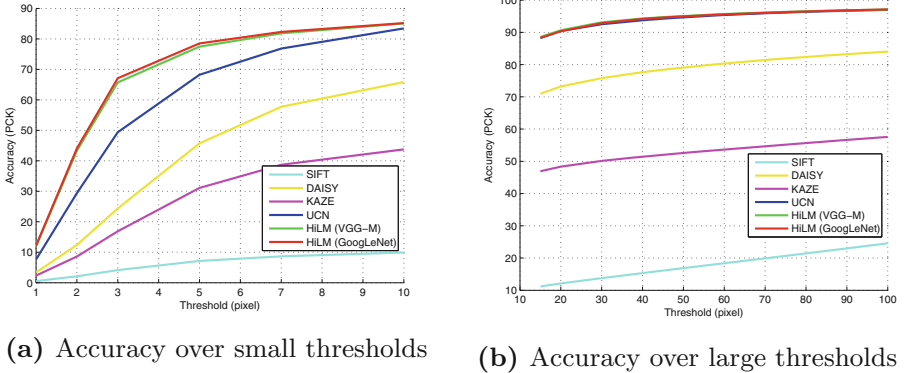 90
80
70
60
50
40
30
20
10
0
Accuracy (PCK)
1 2 3 4 5 6 7 8 9 10
Threshold (pixel)
SIFT
DAISY
KAZE
UCN
HiLM (VGG-M)
HiLM (GoogLeNet)
(a) Accuracy over small thresholds
100
90
80
70
60
50
40
30
20
10
Accuracy (PCK)
10 20 30 40 50 60 70 80 90 100
Threshold (pixel)
SIFT
DAISY
KAZE
UCN
HiLM (VGG-M)
HiLM (GoogLeNet)
(b) Accuracy over large thresholds